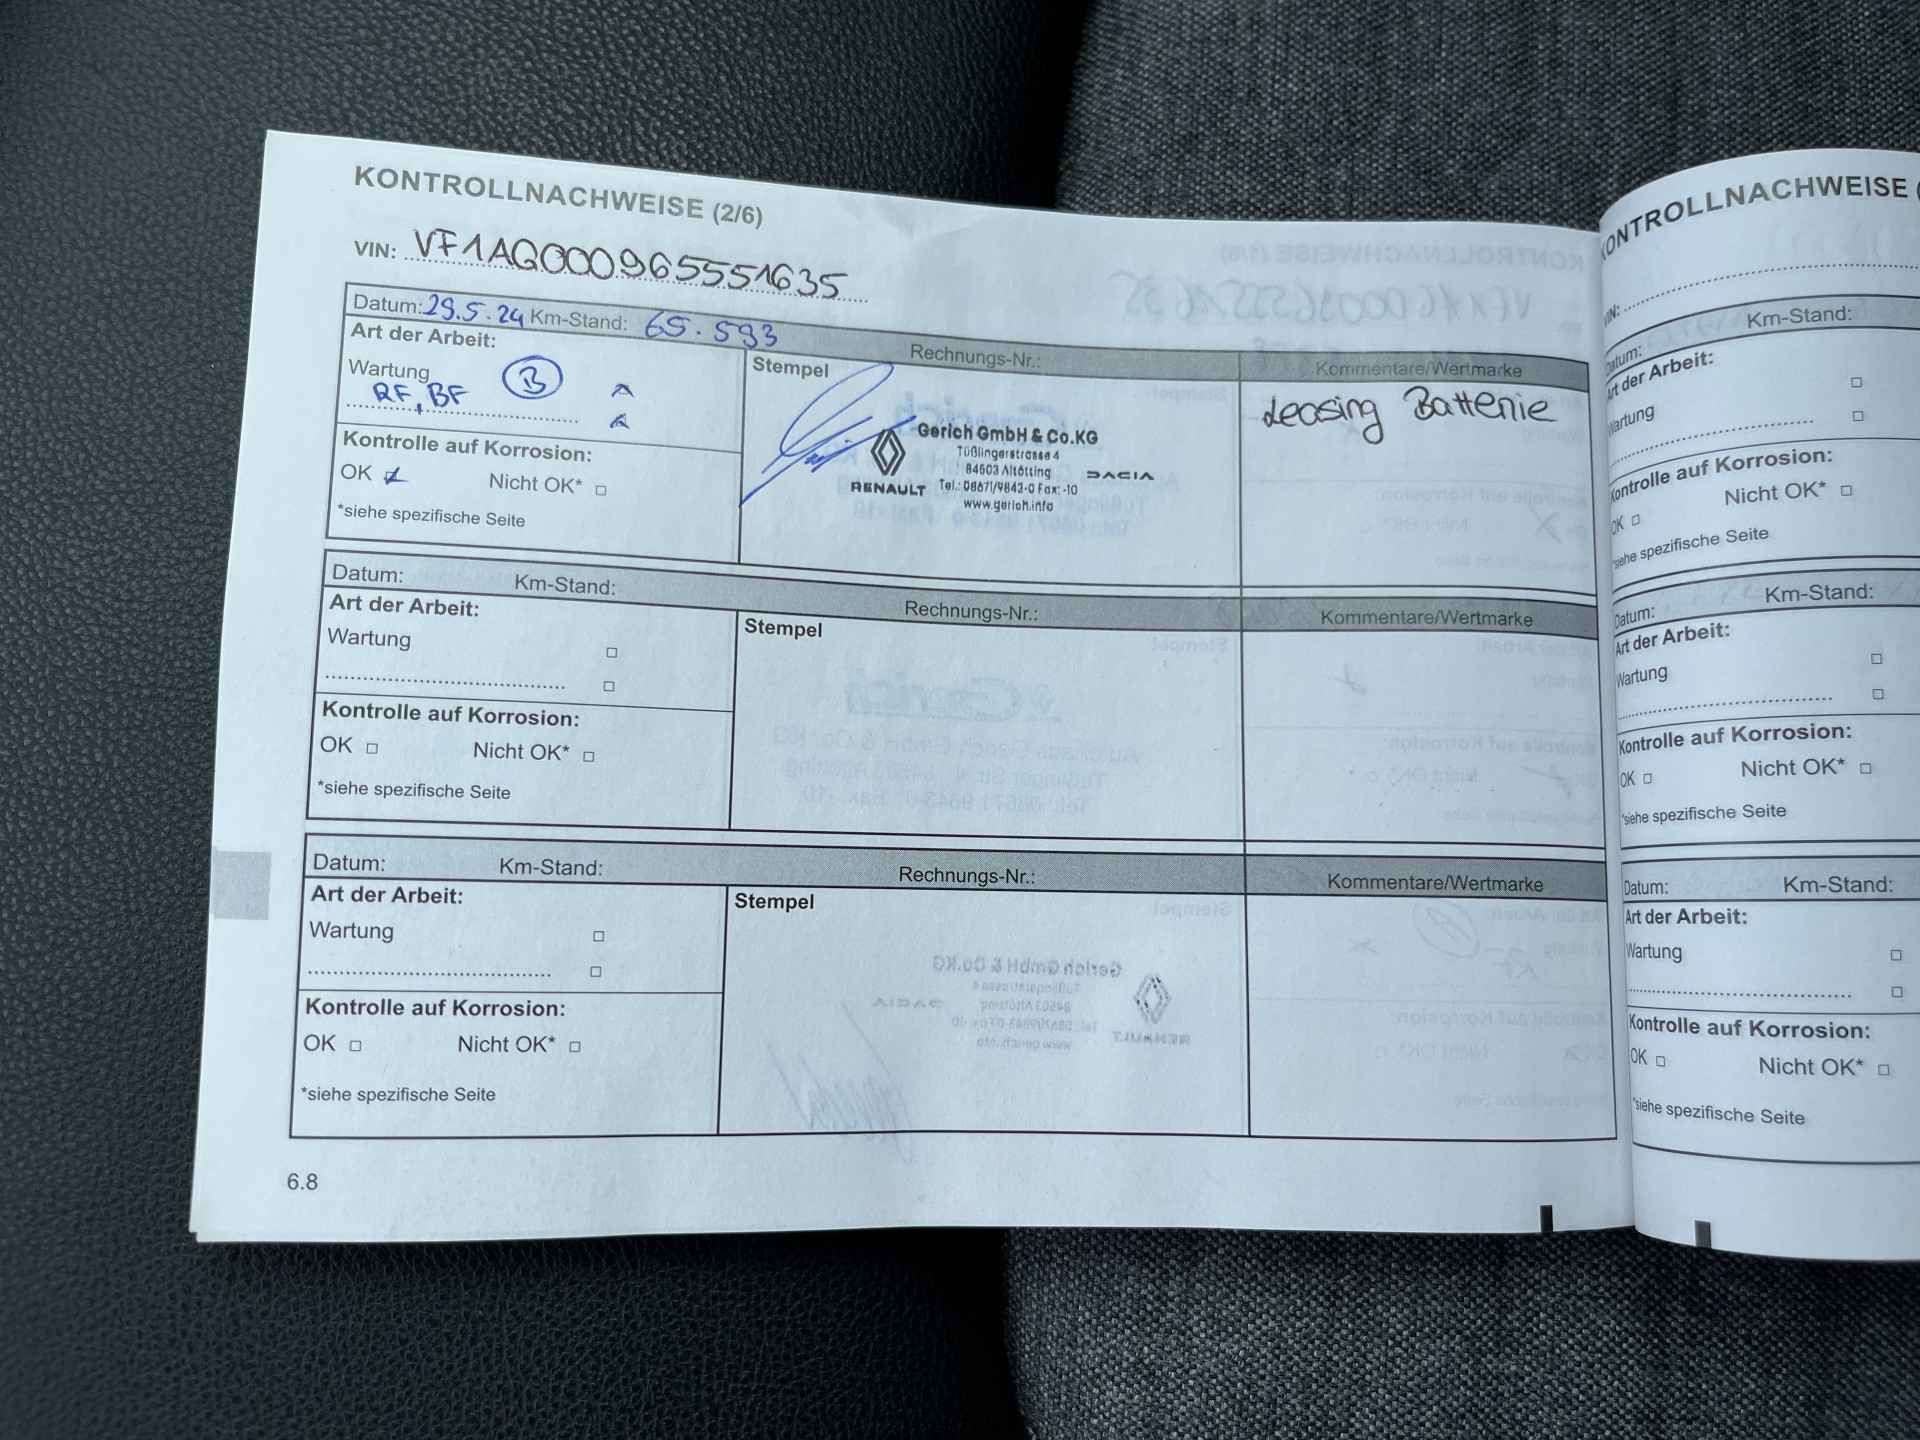 KONTROLLNACHWEISE (2/6)
VIN: VF1AG000965551635
Datum: 29.5.24 Km-Stand: 65.593 Rechnungs-Nr.: Kommentare/Wertmarke
Art der Arbeit:
Wartung B
RF, BF
Kontrolle auf Korrosion:
OK Nicht OK* □
*siehe spezifische Seite
Stempel
Gerich GmbH & Co.KG
Tüßlingerstrasse 4
84503 Altötting
Tel.: 08671/9843-0 Fax: -10
www.gerich.info
RENAULT
DACIA
Leasing Batterie
Datum: Km-Stand: Rechnungs-Nr.: Kommentare/Wertmarke
Art der Arbeit:
Wartung □
□
Kontrolle auf Korrosion:
OK □ Nicht OK* □
*siehe spezifische Seite
Stempel
Datum: Km-Stand: Rechnungs-Nr.: Kommentare/Wertmarke
Art der Arbeit:
Wartung □
□
Kontrolle auf Korrosion:
OK □ Nicht OK* □
*siehe spezifische Seite
Stempel
6.8
KONTROLLNACHWEISE (
VIN:
Datum: Km-Stand:
Art der Arbeit:
Wartung □
□
Kontrolle auf Korrosion:
OK □ Nicht OK* □
*siehe spezifische Seite
Datum: Km-Stand:
Art der Arbeit:
Wartung □
□
Kontrolle auf Korrosion:
OK □ Nicht OK* □
*siehe spezifische Seite
Datum: Km-Stand:
Art der Arbeit:
Wartung □
□
Kontrolle auf Korrosion:
OK □ Nicht OK* □
*siehe spezifische Seite